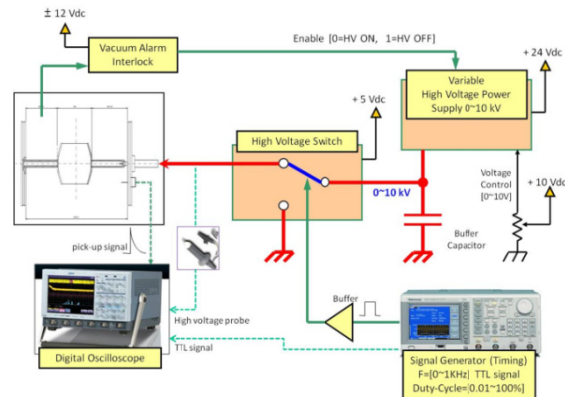 ± 12 Vdc
Vacuum Alarm
Interlock
Enable [0=HV ON, 1=HV OFF]
+ 24 Vdc
Variable
High Voltage Power
Supply 0~10 kV
+ 5 Vdc
High Voltage Switch
0~10 kV
Voltage
Control
[0~10V]
+ 10 Vdc
Buffer
Capacitor
pick-up signal
High voltage probe
TTL signal
Digital Oscilloscope
Buffer
Signal Generator (Timing)
F=[0~1KHz] TTL signal
Duty-Cycle=[0.01~100%]